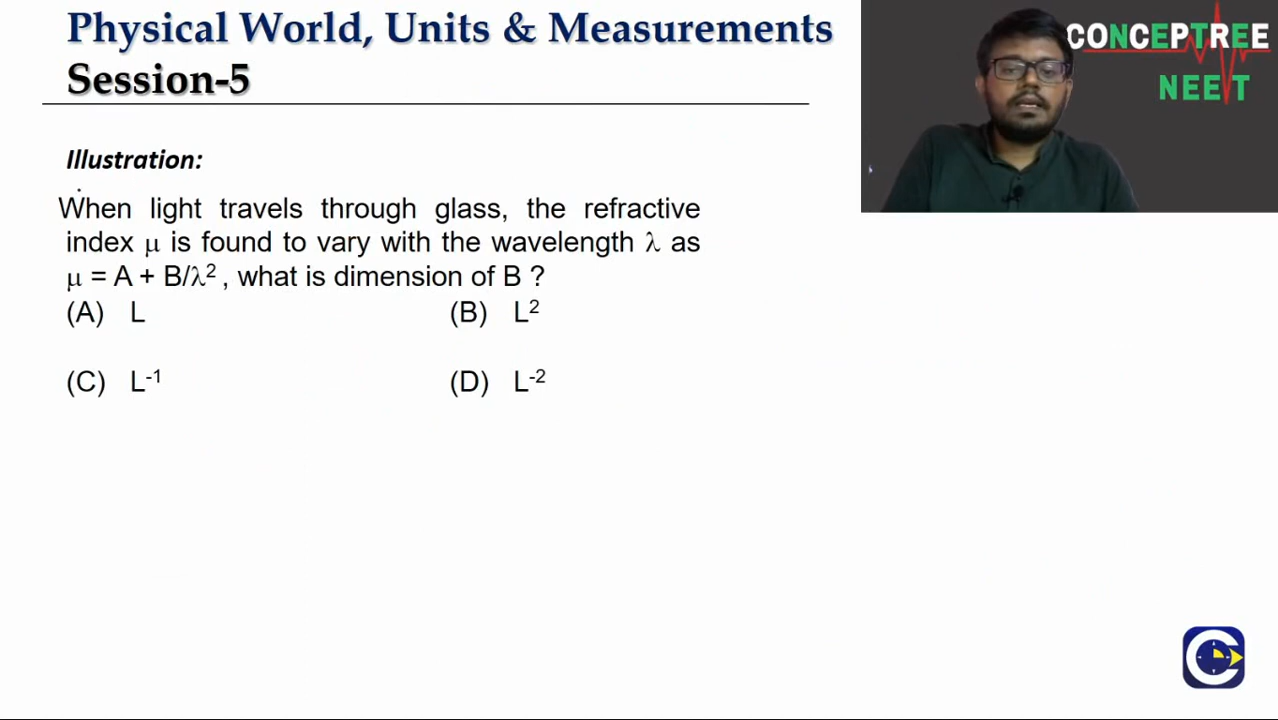 Physical World, Units & Measurements
Session-5
CONCEPTREE
NEET
Illustration:
When light travels through glass, the refractive
index μ is found to vary with the wavelength λ as
μ = A + B/λ², what is dimension of B ?
(A) L (B) L²
(C) L⁻¹ (D) L⁻²